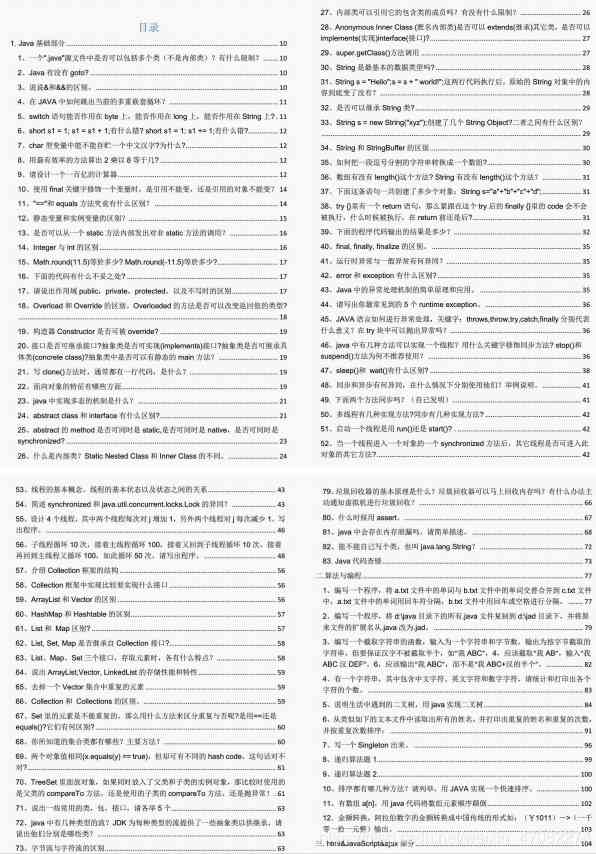 目录
1. Java 基础部分 10
1、一个".java"源文件中是否可以包括多个类（不是内部类）？有什么限制？ 10
2、Java 有没有 goto? 10
3、说说&和&&的区别。 10
4、在 JAVA 中如何跳出当前的多重嵌套循环？ 11
5、switch 语句能否作用在 byte 上，能否作用在 long 上，能否作用在 String 上? 11
6、short s1 = 1; s1 = s1 + 1;有什么错? short s1 = 1; s1 += 1;有什么错? 12
7、char 型变量中能不能存贮一个中文汉字?为什么? 12
8、用最有效率的方法算出 2 乘以 8 等于几? 12
9、请设计一个一百亿的计算器 12
10、使用 final 关键字修饰一个变量时，是引用不能变，还是引用的对象不能变？ 14
11、"=="和 equals 方法究竟有什么区别？ 14
12、静态变量和实例变量的区别？ 15
13、是否可以从一个 static 方法内部发出对非 static 方法的调用？ 16
14、Integer 与 int 的区别 16
15、Math.round(11.5)等於多少? Math.round(-11.5)等於多少? 17
16、下面的代码有什么不妥之处? 17
17、请说出作用域 public，private，protected，以及不写时的区别 17
18、Overload 和 Override 的区别。Overloaded 的方法是否可以改变返回值的类型?
18
19、构造器 Constructor 是否可被 override? 19
20、接口是否可继承接口?抽象类是否可实现(implements)接口?抽象类是否可继承具
体类(concrete class)?抽象类中是否可以有静态的 main 方法？ 19
21、写 clone()方法时，通常都有一行代码，是什么？ 19
22、面向对象的特征有哪些方面 19
23、java 中实现多态的机制是什么？ 21
24、abstract class 和 interface 有什么区别? 21
25、abstract 的 method 是否可同时是 static,是否可同时是 native，是否可同时是
synchronized? 23
26、什么是内部类？Static Nested Class 和 Inner Class 的不同。 24
27、内部类可以引用它的包含类的成员吗？有没有什么限制？ 26
28、Anonymous Inner Class (匿名内部类)是否可以 extends(继承)其它类，是否可以
implements(实现)interface(接口)? 27
29、super.getClass()方法调用 27
30、String 是最基本的数据类型吗? 28
31、String s = "Hello";s = s + " world!";这两行代码执行后，原始的 String 对象中的内
容到底变了没有？ 28
32、是否可以继承 String 类? 29
33、String s = new String("xyz");创建了几个 String Object?二者之间有什么区别？
29
34、String 和 StringBuffer 的区别 29
35、如何把一段逗号分割的字符串转换成一个数组? 30
36、数组有没有 length()这个方法? String 有没有 length()这个方法？ 31
37、下面这条语句一共创建了多少个对象：String s="a"+"b"+"c"+"d"; 31
38、try {}里有一个 return 语句，那么紧跟在这个 try 后的 finally {}里的 code 会不会
被执行，什么时候被执行，在 return 前还是后? 31
39、下面的程序代码输出的结果是多少？ 32
40、final, finally, finalize 的区别。 35
41、运行时异常与一般异常有何异同？ 35
42、error 和 exception 有什么区别? 35
43、Java 中的异常处理机制的简单原理和应用。 35
44、请写出你最常见到的 5 个 runtime exception。 36
45、JAVA 语言如何进行异常处理，关键字：throws,throw,try,catch,finally 分别代表
什么意义？在 try 块中可以抛出异常吗？ 36
46、java 中有几种方法可以实现一个线程？用什么关键字修饰同步方法? stop()和
suspend()方法为何不推荐使用？ 36
47、sleep()和 wait()有什么区别? 38
48、同步和异步有何异同，在什么情况下分别使用他们？举例说明。 41
49. 下面两个方法同步吗？（自己发明） 41
50、多线程有几种实现方法?同步有几种实现方法? 42
51、启动一个线程是用 run()还是 start()? 42
52、当一个线程进入一个对象的一个 synchronized 方法后，其它线程是否可进入此
对象的其它方法? 42
53、线程的基本概念、线程的基本状态以及状态之间的关系 43
54、简述 synchronized 和 java.util.concurrent.locks.Lock 的异同？ 43
55、设计 4 个线程，其中两个线程每次对 j 增加 1，另外两个线程对 j 每次减少 1。写
出程序。 46
56、子线程循环 10 次，接着主线程循环 100，接着又回到子线程循环 10 次，接着
再回到主线程又循环 100，如此循环 50 次，请写出程序。 48
57、介绍 Collection 框架的结构 56
58、Collection 框架中实现比较要实现什么接口 56
59、ArrayList 和 Vector 的区别 56
60、HashMap 和 Hashtable 的区别 57
61、List 和 Map 区别? 57
62、List, Set, Map 是否继承自 Collection 接口? 58
63、List、Map、Set 三个接口，存取元素时，各有什么特点？ 58
64、说出 ArrayList,Vector, LinkedList 的存储性能和特性 59
65、去掉一个 Vector 集合中重复的元素 59
66、Collection 和 Collections 的区别。 59
67、Set 里的元素是不能重复的，那么用什么方法来区分重复与否呢?是用==还是
equals()?它们有何区别? 60
68、你所知道的集合类都有哪些？主要方法？ 60
69、两个对象值相同(x.equals(y) == true)，但却可有不同的 hash code，这句话对不
对? 61
70、TreeSet 里面放对象，如果同时放入了父类和子类的实例对象，那比较时使用的
是父类的 compareTo 方法，还是使用的子类的 compareTo 方法，还是抛异常！ 61
71、说出一些常用的类，包，接口，请各举 5 个 63
72、java 中有几种类型的流？JDK 为每种类型的流提供了一些抽象类以供继承，请
说出他们分别是哪些类？ 63
73、字节流与字符流的区别
79、垃圾回收器的基本原理是什么？垃圾回收器可以马上回收内存吗？有什么办法主
动通知虚拟机进行垃圾回收？ 66
80、什么时候用 assert。 67
81、java 中会存在内存泄漏吗，请简单描述。 68
82、能不能自己写个类，也叫 java.lang.String？ 72
83. Java 代码查错 73
二. 算法与编程 77
1、编写一个程序，将 a.txt 文件中的单词与 b.txt 文件中的单词交替合并到 c.txt 文件
中，a.txt 文件中的单词用回车符分隔，b.txt 文件中用回车或空格进行分隔。 77
2、编写一个程序，将 d:\java 目录下的所有.java 文件复制到 d:\jad 目录下，并将原
来文件的扩展名从.java 改为.jad。 79
3、编写一个截取字符串的函数，输入为一个字符串和字节数，输出为按字节截取的
字符串，但要保证汉字不被截取半个，如"我 ABC"，4，应该截取"我 AB"，输入"我
ABC 汉 DEF"，6，应该输出"我 ABC"，而不是"我 ABC+汉的半个"。 82
4、有一个字符串，其中包含中文字符、英文字符和数字字符，请统计和打印出各个
字符的个数。 83
5、说明生活中遇到的二叉树，用 java 实现二叉树 84
6、从类似如下的文本文件中读取出所有的姓名，并打印出重复的姓名和重复的次数，
并按重复次数排序： 91
7、写一个 Singleton 出来。 96
8、递归算法题 1 99
9、递归算法题 2 100
10、排序都有哪几种方法？请列举。用 JAVA 实现一个快速排序。 100
11、有数组 a[n]，用 java 代码将数组元素顺序颠倒 102
12．金额转换，阿拉伯数字的金额转换成中国传统的形式如：（￥1011）－>（一千
零一拾一元整）输出。 103
三. html&JavaScript&ajax 部分 104